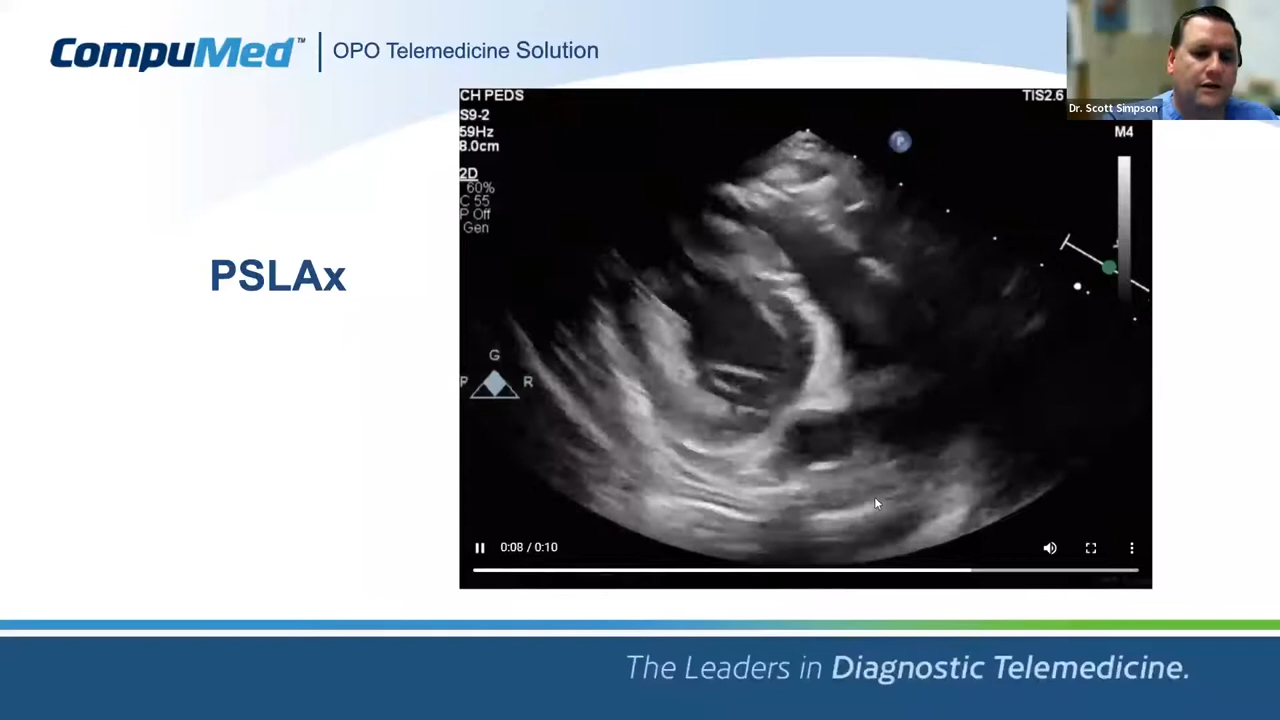 CompuMed™ OPO Telemedicine Solution
Dr. Scott Simpson
CH PEDS
TIS2.6
S9-2
59Hz
8.0cm
M4
2D
60%
C 55
P Off
Gen
P
PSLAx
G
P R
0:08 / 0:10
The Leaders in Diagnostic Telemedicine.